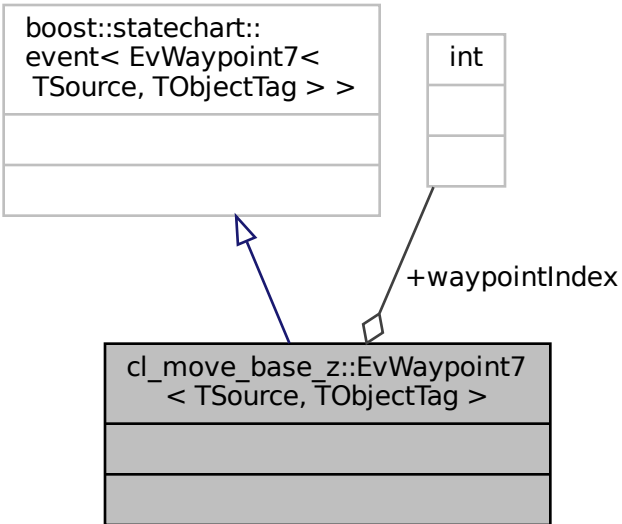 boost::statechart::
event< EvWaypoint7<
TSource, TObjectTag > >
int
+waypointIndex
cl_move_base_z::EvWaypoint7
< TSource, TObjectTag >